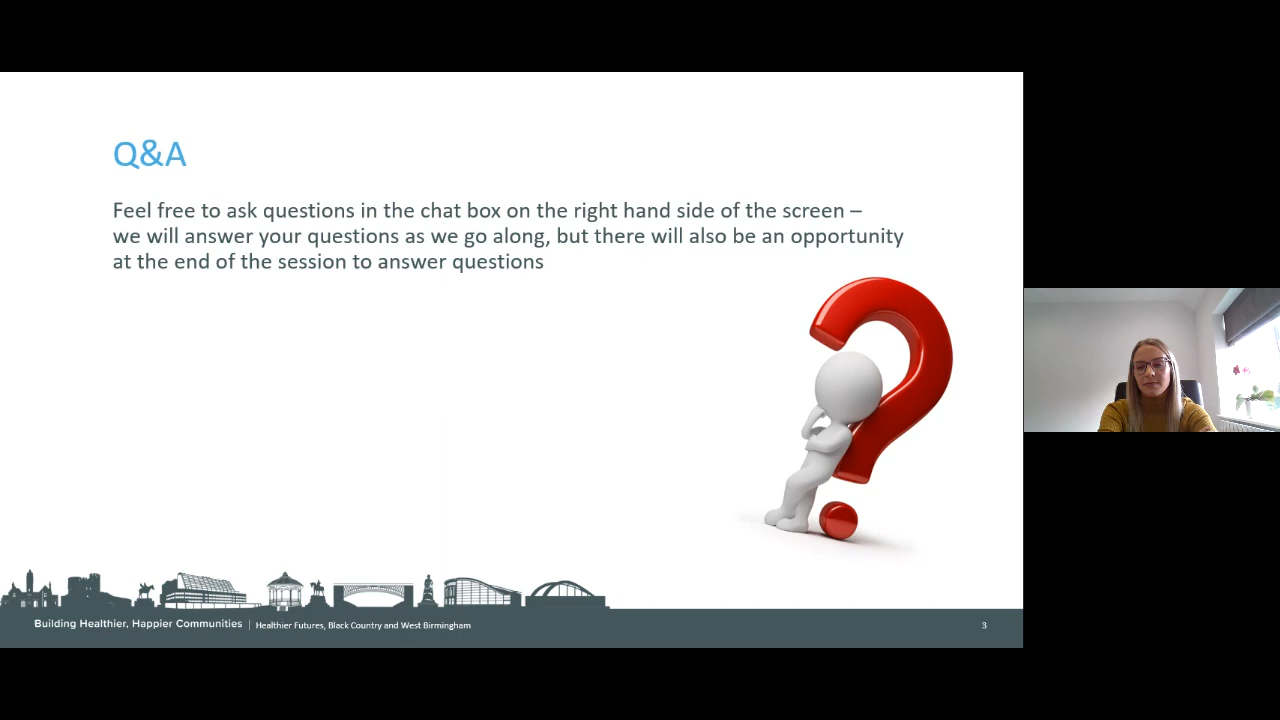 Q&A
Feel free to ask questions in the chat box on the right hand side of the screen –
we will answer your questions as we go along, but there will also be an opportunity
at the end of the session to answer questions
Building Healthier, Happier Communities | Healthier Futures, Black Country and West Birmingham
3